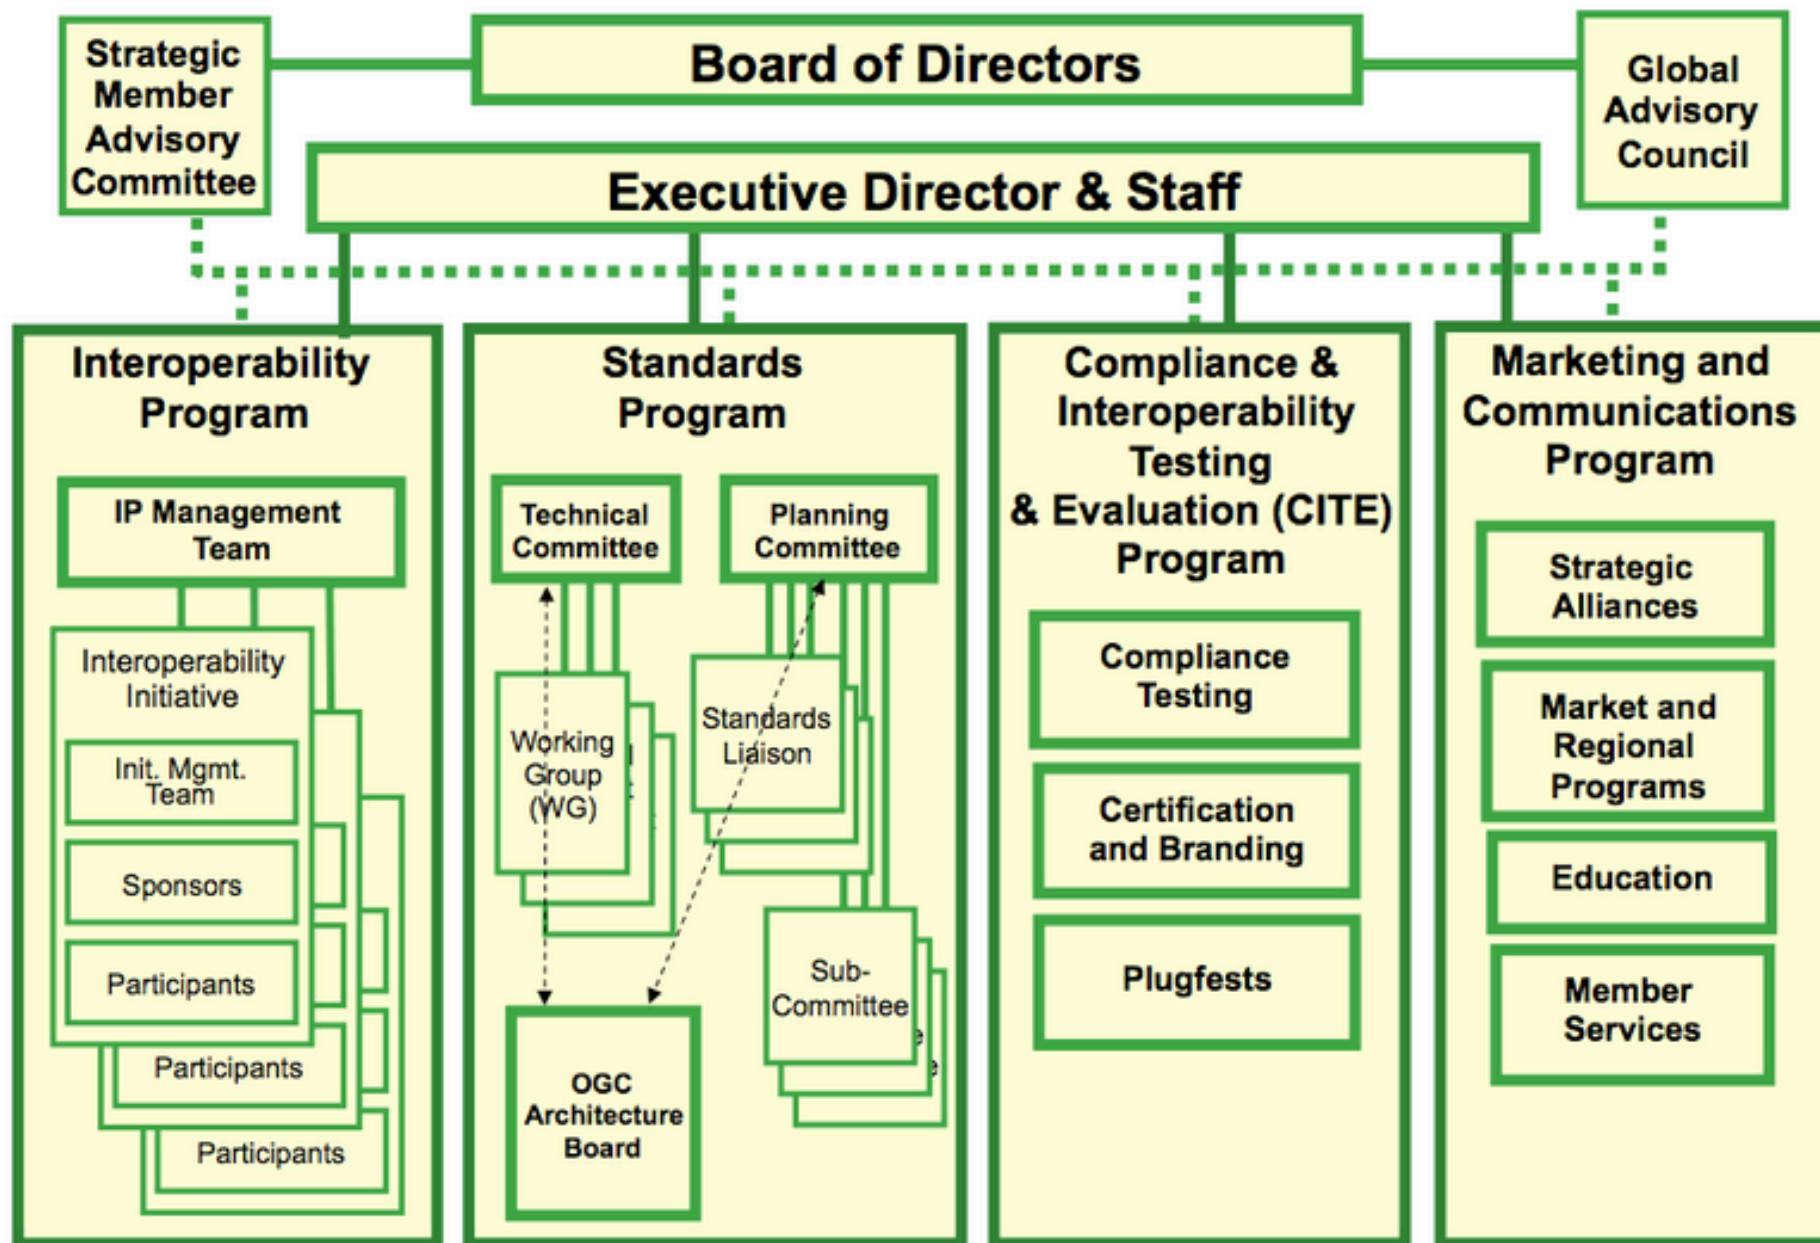 Strategic
Member
Advisory
Committee
Board of Directors
Global
Advisory
Council
Executive Director & Staff
Interoperability
Program
IP Management
Team
Interoperability
Initiative
Init. Mgmt.
Team
Sponsors
Participants
Participants
Participants
Standards
Program
Technical
Committee
Planning
Committee
Working
Group
(WG)
Standards
Liaison
Sub-
Committee
OGC
Architecture
Board
Compliance &
Interoperability
Testing
& Evaluation (CITE)
Program
Compliance
Testing
Certification
and Branding
Plugfests
Marketing and
Communications
Program
Strategic
Alliances
Market and
Regional
Programs
Education
Member
Services